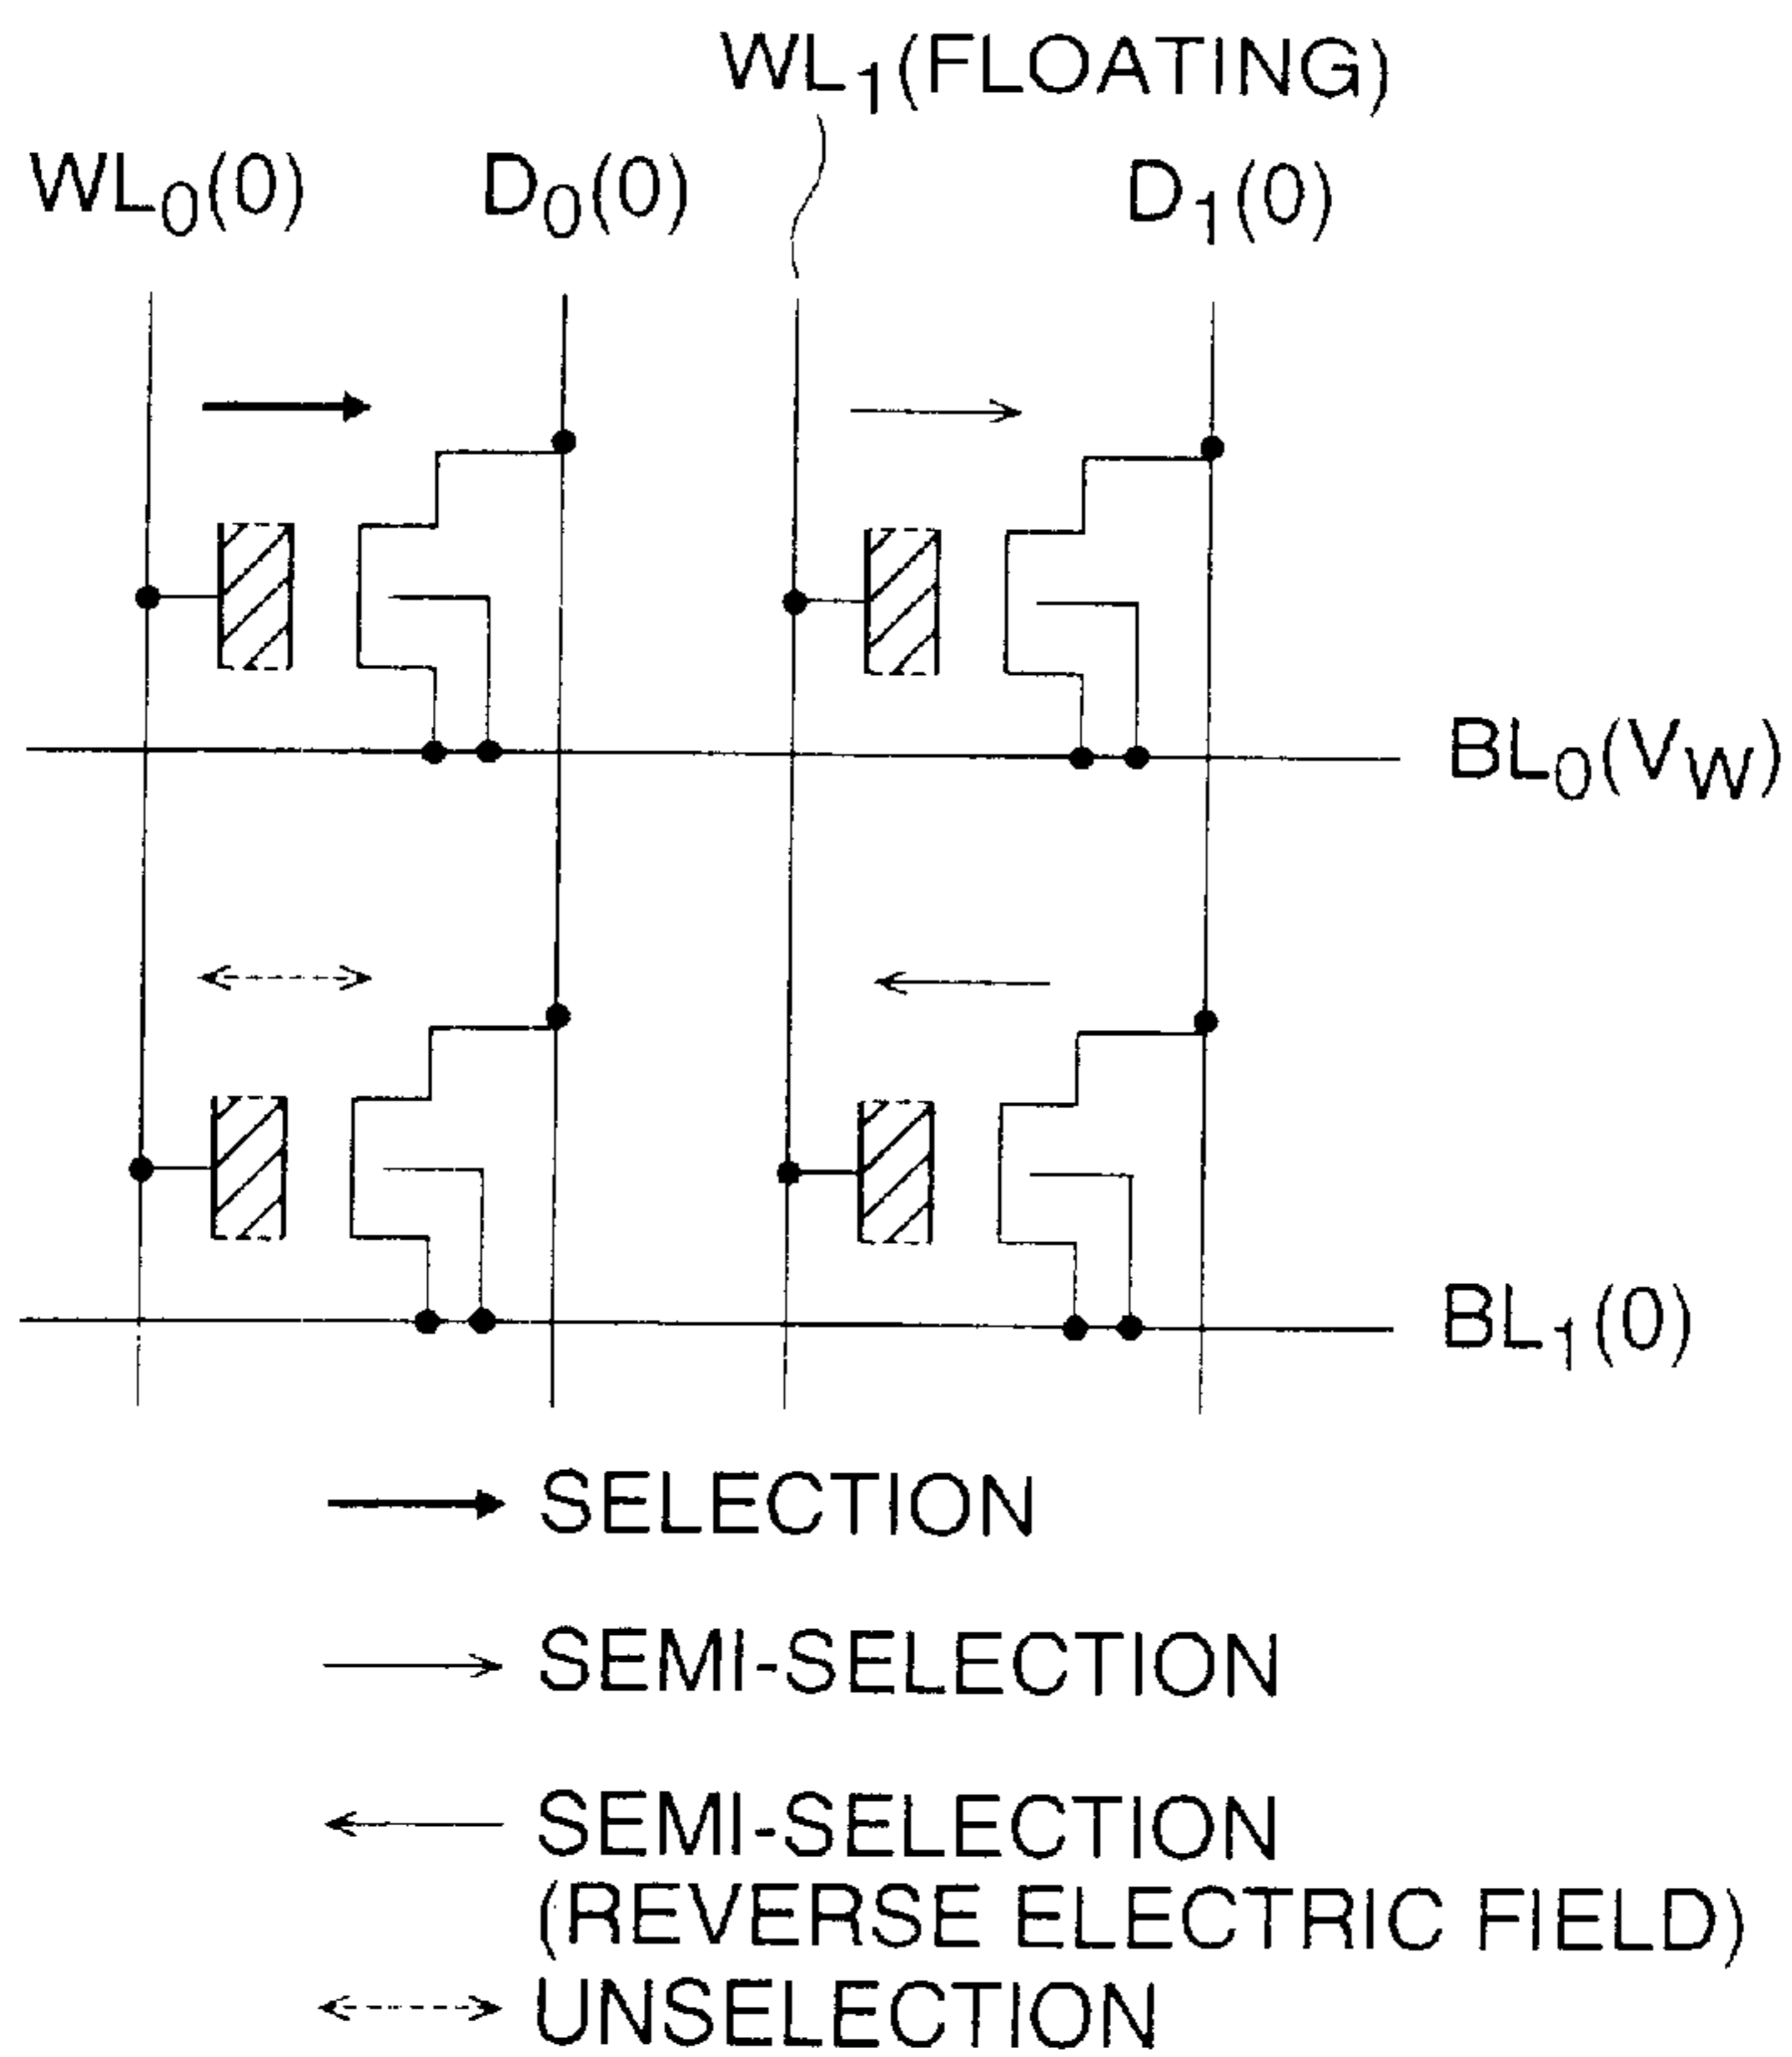 WL1(FLOATING)
WL0(0) D0(0) D1(0)
BL0(VW)
BL1(0)
SELECTION
SEMI-SELECTION
SEMI-SELECTION
(REVERSE ELECTRIC FIELD)
UNSELECTION